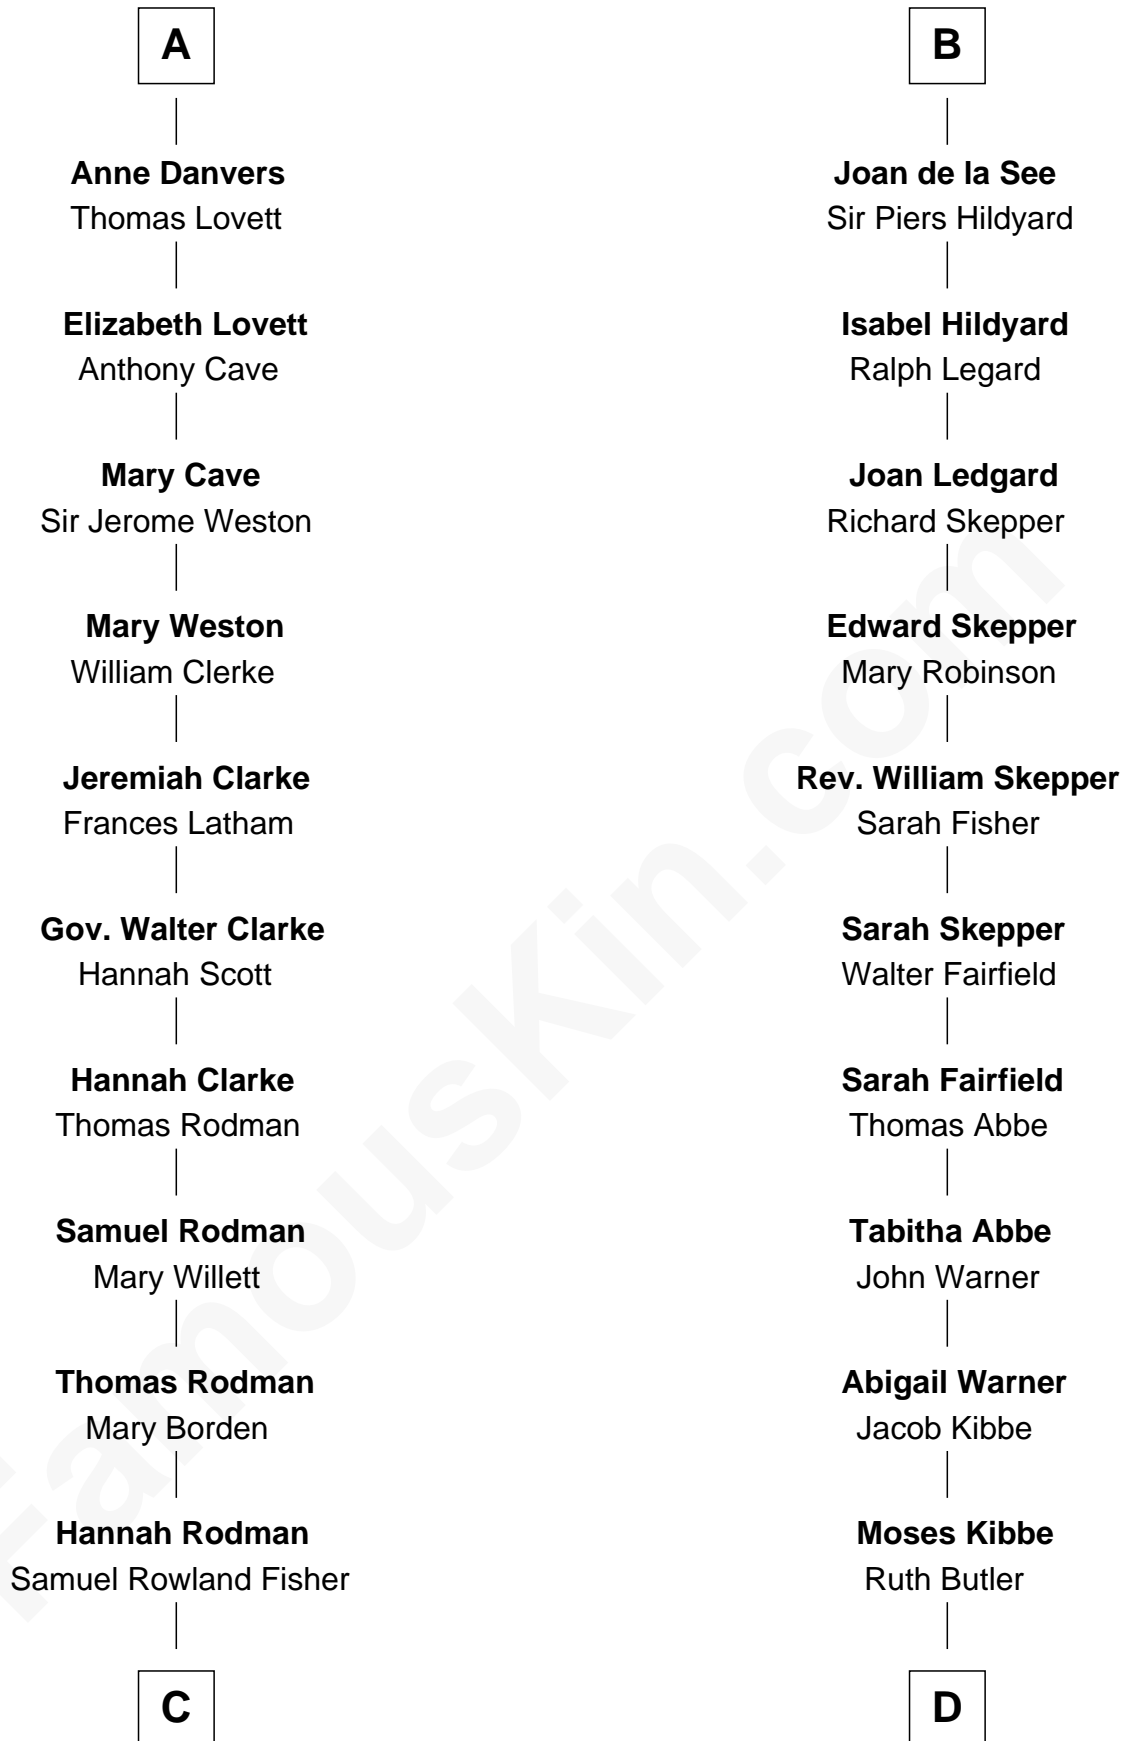 A
Anne Danvers
Thomas Lovett
Elizabeth Lovett
Anthony Cave
Mary Cave
Sir Jerome Weston
Mary Weston
William Clerke
Jeremiah Clarke
Frances Latham
Gov. Walter Clarke
Hannah Scott
Hannah Clarke
Thomas Rodman
Samuel Rodman
Mary Willett
Thomas Rodman
Mary Borden
Hannah Rodman
Samuel Rowland Fisher
C
B
Joan de la See
Sir Piers Hildyard
Isabel Hildyard
Ralph Legard
Joan Ledgard
Richard Skepper
Edward Skepper
Mary Robinson
Rev. William Skepper
Sarah Fisher
Sarah Skepper
Walter Fairfield
Sarah Fairfield
Thomas Abbe
Tabitha Abbe
John Warner
Abigail Warner
Jacob Kibbe
Moses Kibbe
Ruth Butler
D
FamousKin.com